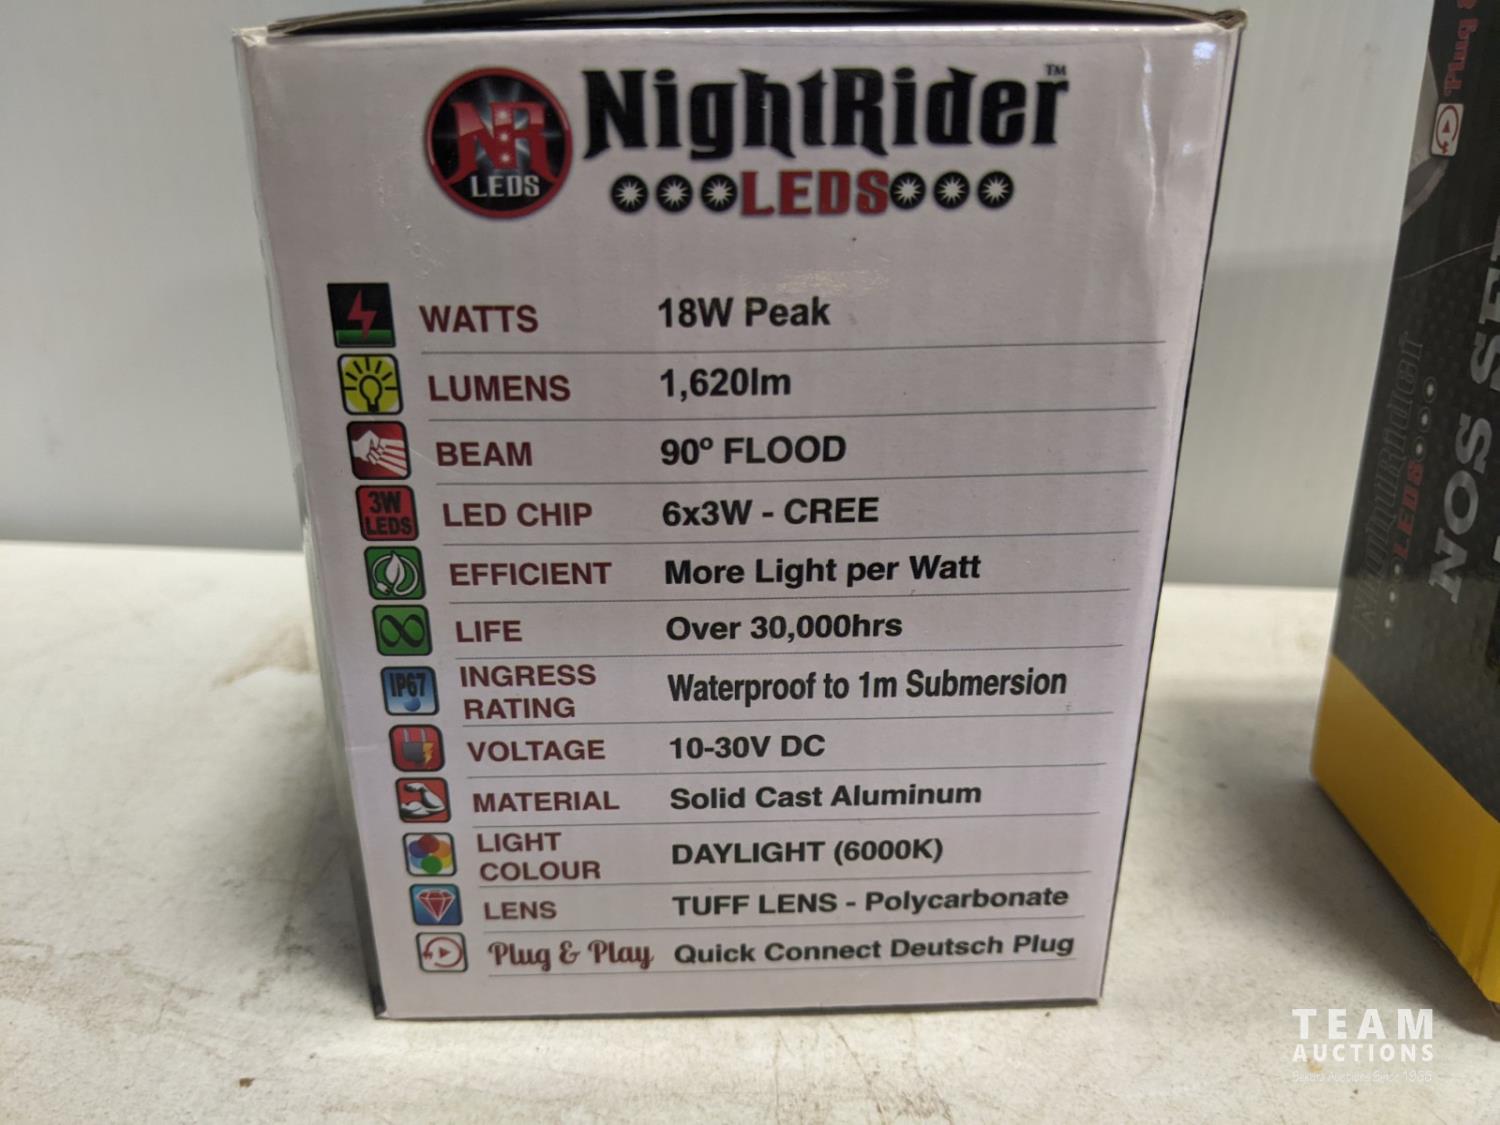 NightRider™
NR
LEDS
LEDS
WATTS 18W Peak
LUMENS 1,620lm
BEAM 90º FLOOD
3W
LEDS
LED CHIP 6x3W - CREE
EFFICIENT More Light per Watt
LIFE Over 30,000hrs
IP67
INGRESS
RATING Waterproof to 1m Submersion
VOLTAGE 10-30V DC
MATERIAL Solid Cast Aluminum
LIGHT
COLOUR DAYLIGHT (6000K)
LENS TUFF LENS - Polycarbonate
Plug & Play Quick Connect Deutsch Plug
Plug &
NightRider
LEDS
NOS
TEAM
AUCTIONS